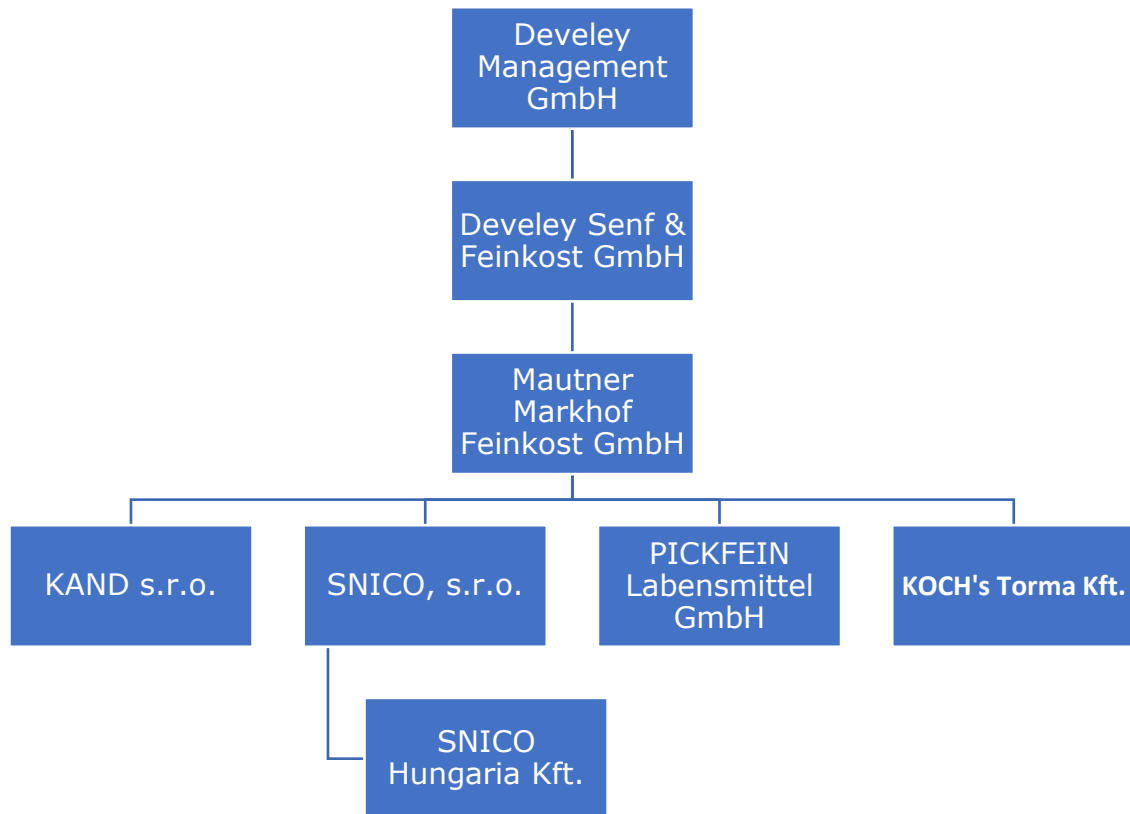 Develey
Management
GmbH
Develey Senf &
Feinkost GmbH
Mautner
Markhof
Feinkost GmbH
KAND s.r.o.
SNICO, s.r.o.
PICKFEIN
Labensmittel
GmbH
KOCH's Torma Kft.
SNICO
Hungaria Kft.